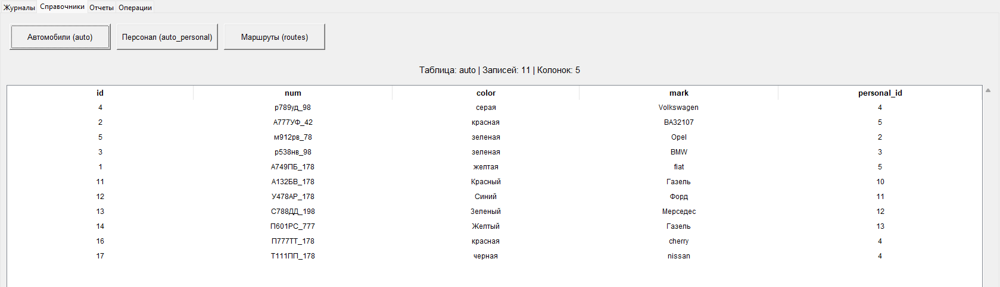 Журналы Справочники Отчеты Операции
Автомобили (auto) Персонал (auto_personal) Маршруты (routes)
Таблица: auto | Записей: 11 | Колонок: 5
id num color mark personal_id
4 р789уд_98 серая Volkswagen 4
2 А777УФ_42 красная ВАЗ2107 5
5 м912рв_78 зеленая Opel 2
3 р538нв_98 зеленая BMW 3
1 А749ПБ_178 желтая fiat 5
11 А132БВ_178 Красный Газель 10
12 У478АР_178 Синий Форд 11
13 С788ДД_198 Зеленый Мерседес 12
14 П601РС_777 Желтый Газель 13
16 П777ТТ_178 красная cherry 4
17 Т111ПП_178 черная nissan 4